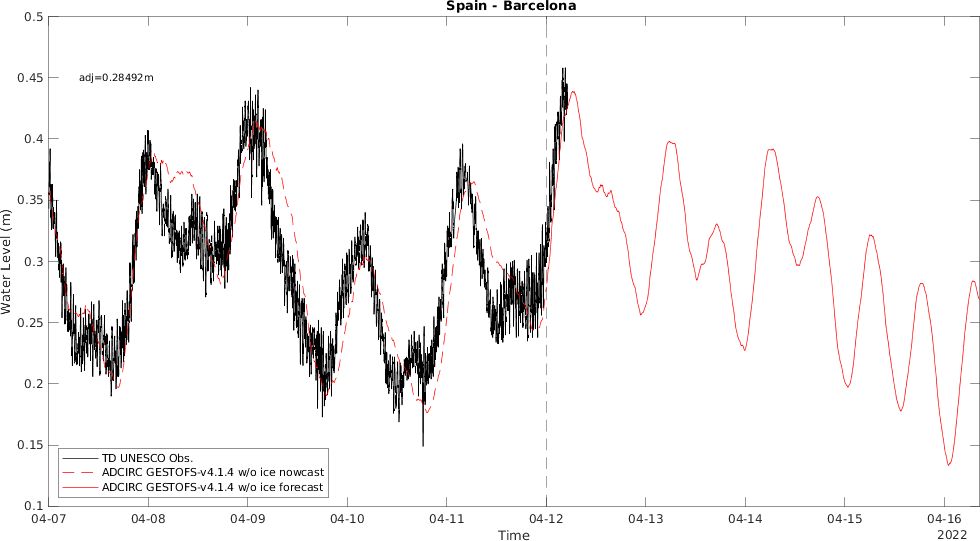 Spain - Barcelona
0.5
0.45
0.4
0.35
0.3
0.25
0.2
0.15
0.1
Water Level (m)
adj=0.28492m
TD UNESCO Obs.
ADCIRC GESTOFS-v4.1.4 w/o ice nowcast
ADCIRC GESTOFS-v4.1.4 w/o ice forecast
04-07 04-08 04-09 04-10 04-11 04-12 04-13 04-14 04-15 04-16
Time
2022